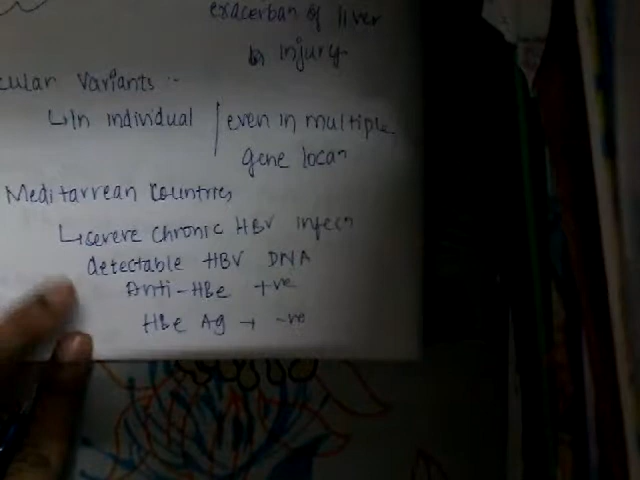 exacerban of liver
injury
cular Variants :-
↳ In individual | even in multiple
gene locan
Meditarrean countries
↳ severe chronic HBV infecn
detectable HBV DNA
Anti-HBe +ve
HBe Ag → -ve